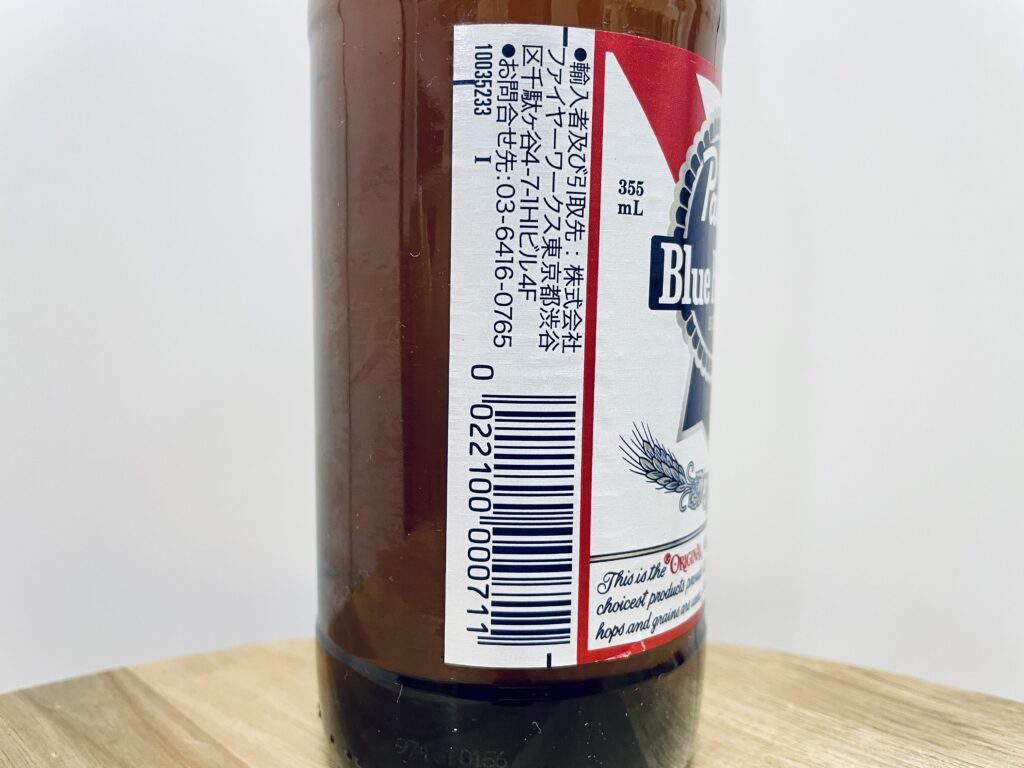 ●輸入者及び引取先：株式会社
ファイヤーワークス東京都渋谷
区千駄ヶ谷4-7-1HIビル4F
●お問合せ先:03-6416-0765
10035233 I
0 022100 000711
355
mL
Blue
This is the ORIGINAL
choicest products
hops and grains are